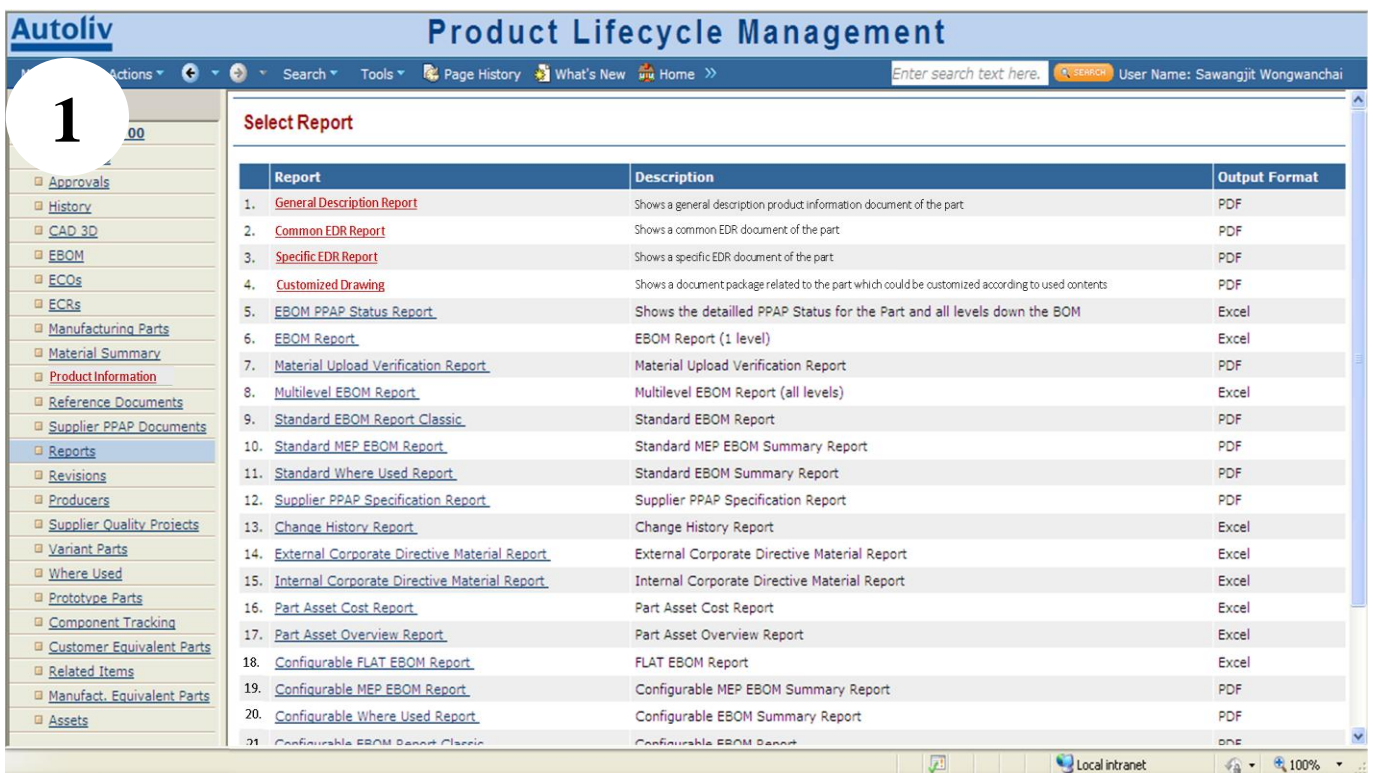 Autoliv
Product Lifecycle Management
Actions Search Tools Page History What's New Home » Enter search text here. SEARCH User Name: Sawangjit Wongwanchai
1
00
Approvals
History
CAD 3D
EBOM
ECOs
ECRs
Manufacturing Parts
Material Summary
Product Information
Reference Documents
Supplier PPAP Documents
Reports
Revisions
Producers
Supplier Quality Projects
Variant Parts
Where Used
Prototype Parts
Component Tracking
Customer Equivalent Parts
Related Items
Manufact. Equivalent Parts
Assets
Select Report
Report Description Output Format
1. General Description Report Shows a general description product information document of the part PDF
2. Common EDR Report Shows a common EDR document of the part PDF
3. Specific EDR Report Shows a specific EDR document of the part PDF
4. Customized Drawing Shows a document package related to the part which could be customized according to used contents PDF
5. EBOM PPAP Status Report Shows the detailled PPAP Status for the Part and all levels down the BOM Excel
6. EBOM Report EBOM Report (1 level) Excel
7. Material Upload Verification Report Material Upload Verification Report PDF
8. Multilevel EBOM Report Multilevel EBOM Report (all levels) Excel
9. Standard EBOM Report Classic Standard EBOM Report PDF
10. Standard MEP EBOM Report Standard MEP EBOM Summary Report PDF
11. Standard Where Used Report Standard EBOM Summary Report PDF
12. Supplier PPAP Specification Report Supplier PPAP Specification Report PDF
13. Change History Report Change History Report Excel
14. External Corporate Directive Material Report External Corporate Directive Material Report Excel
15. Internal Corporate Directive Material Report Internal Corporate Directive Material Report Excel
16. Part Asset Cost Report Part Asset Cost Report Excel
17. Part Asset Overview Report Part Asset Overview Report Excel
18. Configurable FLAT EBOM Report FLAT EBOM Report Excel
19. Configurable MEP EBOM Report Configurable MEP EBOM Summary Report PDF
20. Configurable Where Used Report Configurable EBOM Summary Report PDF
21 Configurable EBOM Report Classic Configurable EBOM Report PDF
Local intranet 100%